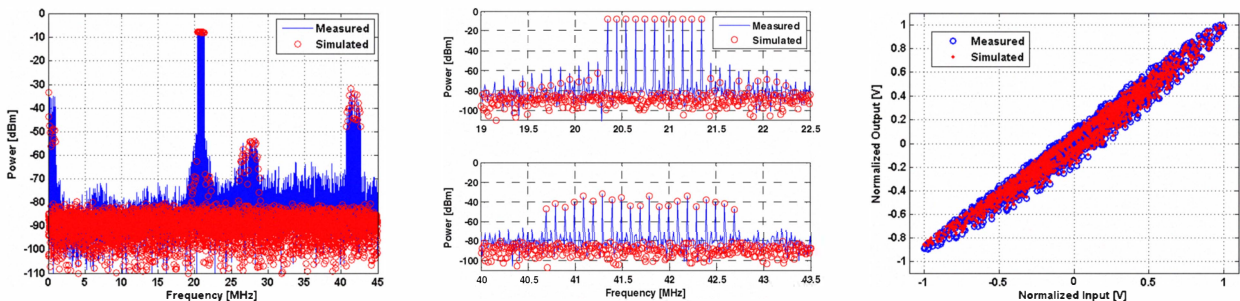 Measured
Simulated
Power [dBm]
0
-10
-20
-30
-40
-50
-60
-70
-80
-90
-100
-110
0 5 10 15 20 25 30 35 40 45
Frequency [MHz]
Measured
Simulated
Power [dBm]
0
-20
-40
-60
-80
-100
19 19.5 20 20.5 21 21.5 22 22.5
Power [dBm]
0
-20
-40
-60
-80
-100
40 40.5 41 41.5 42 42.5 43 43.5
Frequency [MHz]
Measured
Simulated
Normalized Output [V]
1
0.8
0.6
0.4
0.2
0
-0.2
-0.4
-0.6
-0.8
-1
-1 -0.5 0 0.5 1
Normalized Input [V]